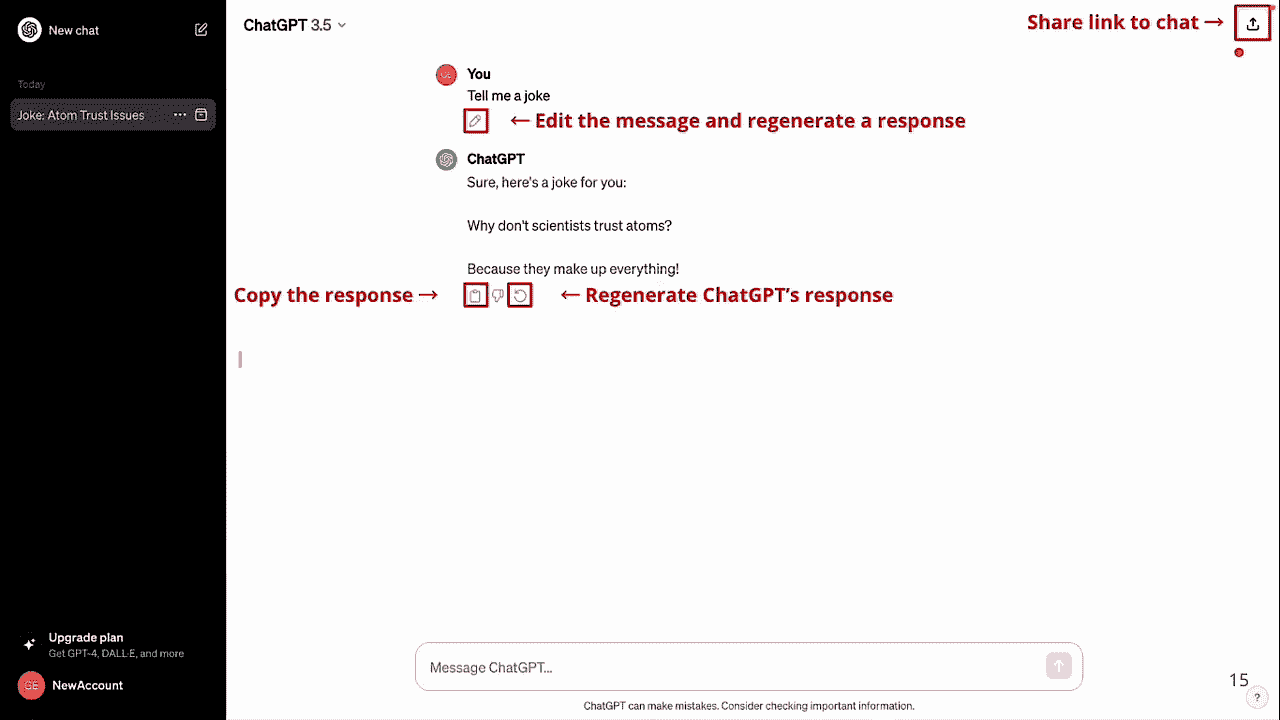 New chat
Today
Joke: Atom Trust Issues
Upgrade plan
Get GPT-4, DALL·E, and more
NewAccount
ChatGPT 3.5
Share link to chat →
You
Tell me a joke
← Edit the message and regenerate a response
ChatGPT
Sure, here's a joke for you:
Why don't scientists trust atoms?
Because they make up everything!
Copy the response →
← Regenerate ChatGPT’s response
Message ChatGPT...
ChatGPT can make mistakes. Consider checking important information.
15
?